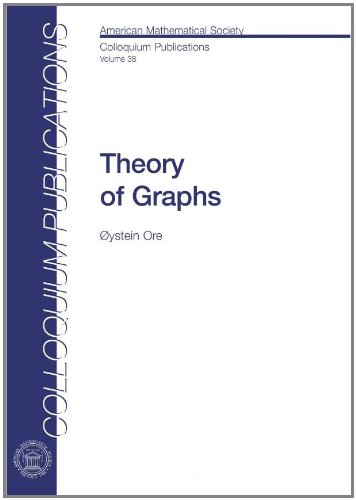 American Mathematical Society
Colloquium Publications
Volume 38
Theory
of Graphs
Øystein Ore
COLLOQUIUM PUBLICATIONS